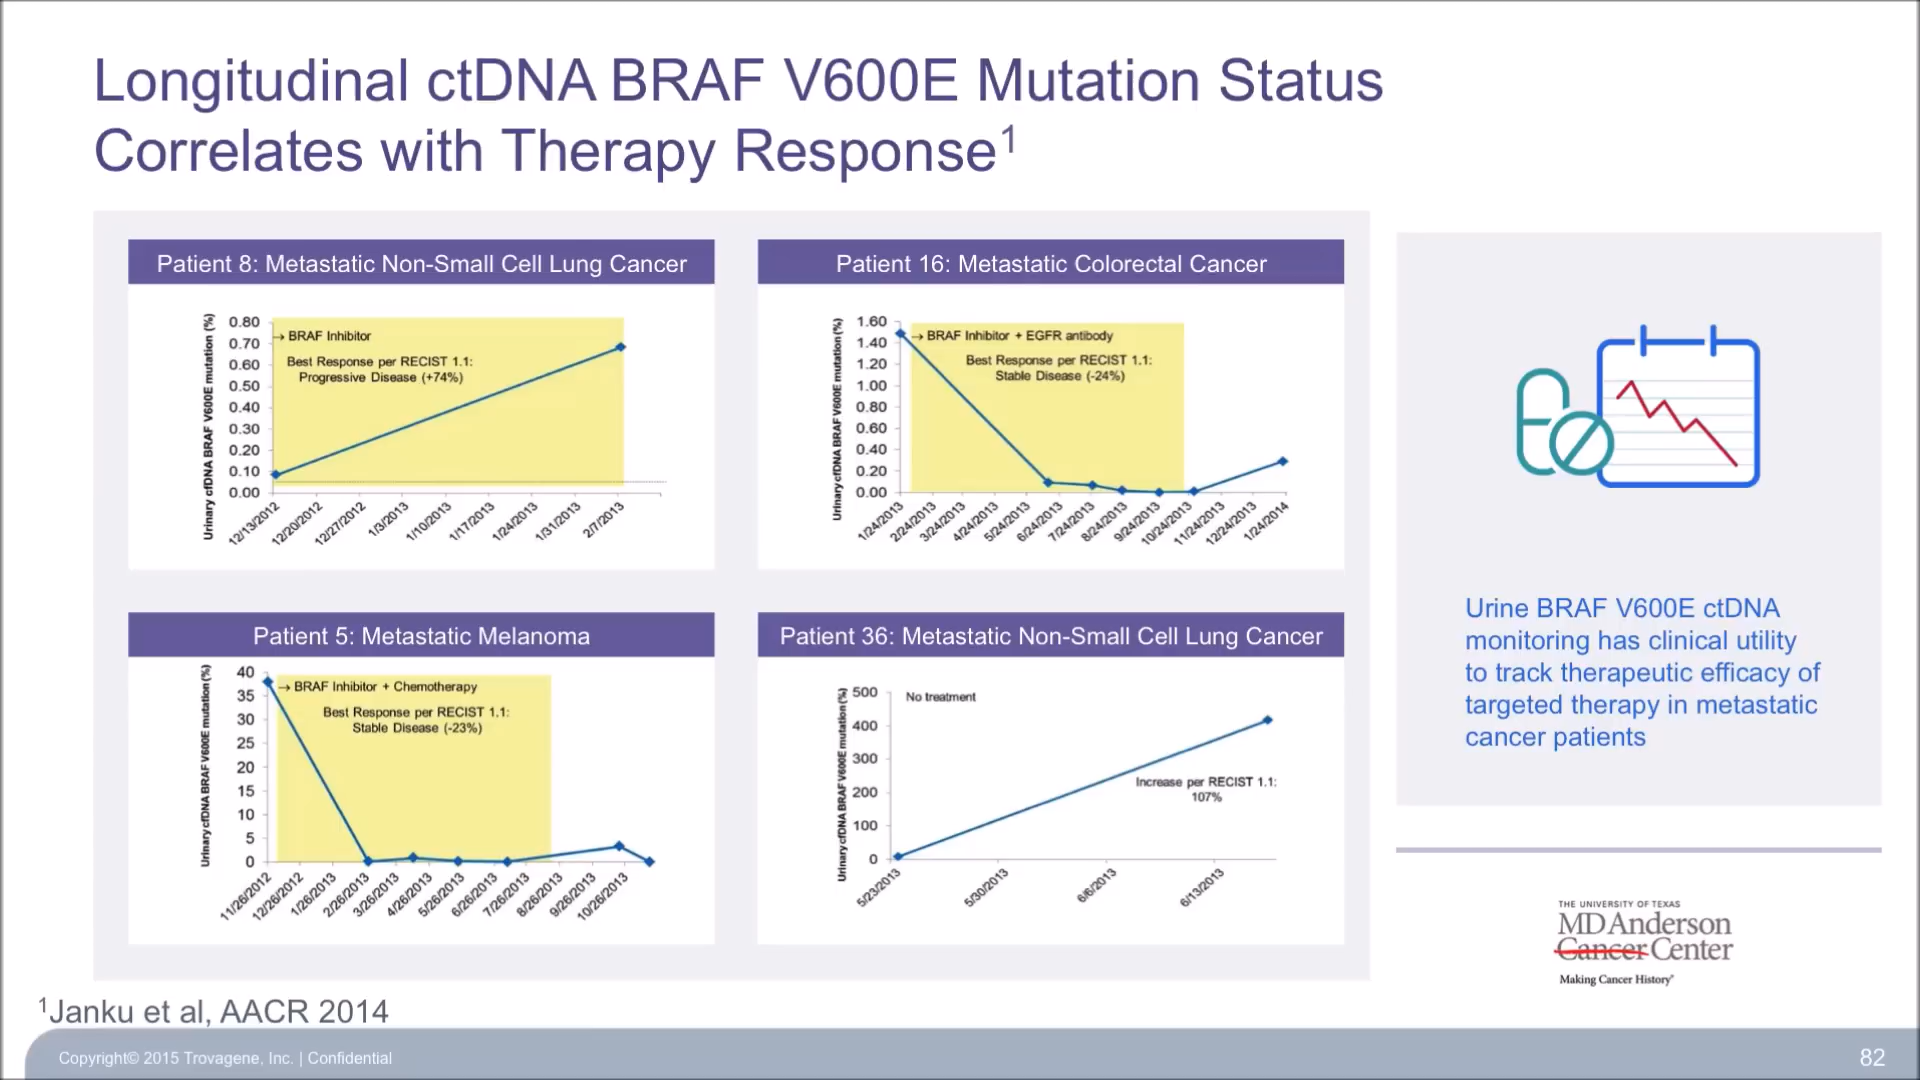 Longitudinal ctDNA BRAF V600E Mutation Status
Correlates with Therapy Response1
Patient 8: Metastatic Non-Small Cell Lung Cancer
Urinary cfDNA BRAF V600E mutation (%)
0.80
0.70
0.60
0.50
0.40
0.30
0.20
0.10
0.00
→ BRAF Inhibitor
Best Response per RECIST 1.1:
Progressive Disease (+74%)
12/13/2012
12/20/2012
12/27/2012
1/3/2013
1/10/2013
1/17/2013
1/24/2013
1/31/2013
2/7/2013
Patient 16: Metastatic Colorectal Cancer
Urinary cfDNA BRAF V600E mutation (%)
1.60
1.40
1.20
1.00
0.80
0.60
0.40
0.20
0.00
→ BRAF Inhibitor + EGFR antibody
Best Response per RECIST 1.1:
Stable Disease (-24%)
1/24/2013
2/24/2013
3/24/2013
4/24/2013
5/24/2013
6/24/2013
7/24/2013
8/24/2013
9/24/2013
10/24/2013
11/24/2013
12/24/2013
1/24/2014
Patient 5: Metastatic Melanoma
Urinary cfDNA BRAF V600E mutation (%)
40
35
30
25
20
15
10
5
0
→ BRAF Inhibitor + Chemotherapy
Best Response per RECIST 1.1:
Stable Disease (-23%)
11/26/2012
12/26/2012
1/26/2013
2/26/2013
3/26/2013
4/26/2013
5/26/2013
6/26/2013
7/26/2013
8/26/2013
9/26/2013
10/26/2013
Patient 36: Metastatic Non-Small Cell Lung Cancer
Urinary cfDNA BRAF V600E mutation (%)
500
400
300
200
100
0
No treatment
Increase per RECIST 1.1:
107%
5/23/2013
5/30/2013
6/6/2013
6/13/2013
Urine BRAF V600E ctDNA
monitoring has clinical utility
to track therapeutic efficacy of
targeted therapy in metastatic
cancer patients
THE UNIVERSITY OF TEXAS
MD Anderson
Cancer Center
Making Cancer History®
1Janku et al, AACR 2014
Copyright© 2015 Trovagene, Inc. | Confidential
82